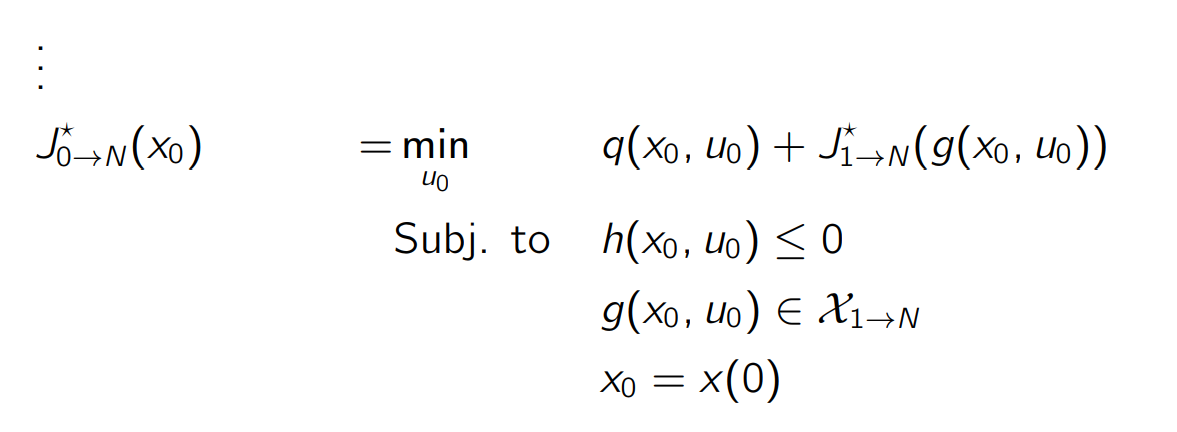 ⋮
J⋆0→N(x0) = min u0 q(x0, u0) + J⋆1→N(g(x0, u0))
Subj. to h(x0, u0) ≤ 0
g(x0, u0) ∈ 𝒳1→N
x0 = x(0)